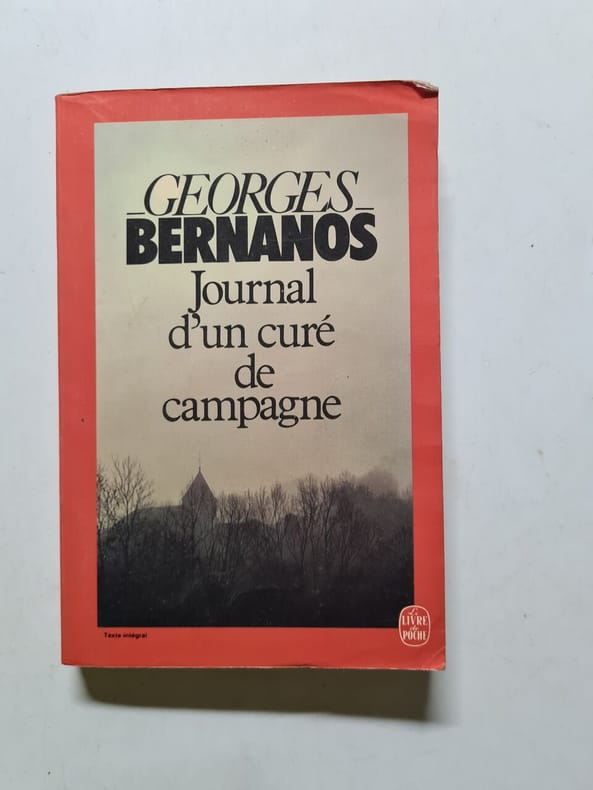 GEORGES
BERNANOS
Journal
d'un curé
de
campagne
Texte intégral
Le
LIVRE
de
POCHE